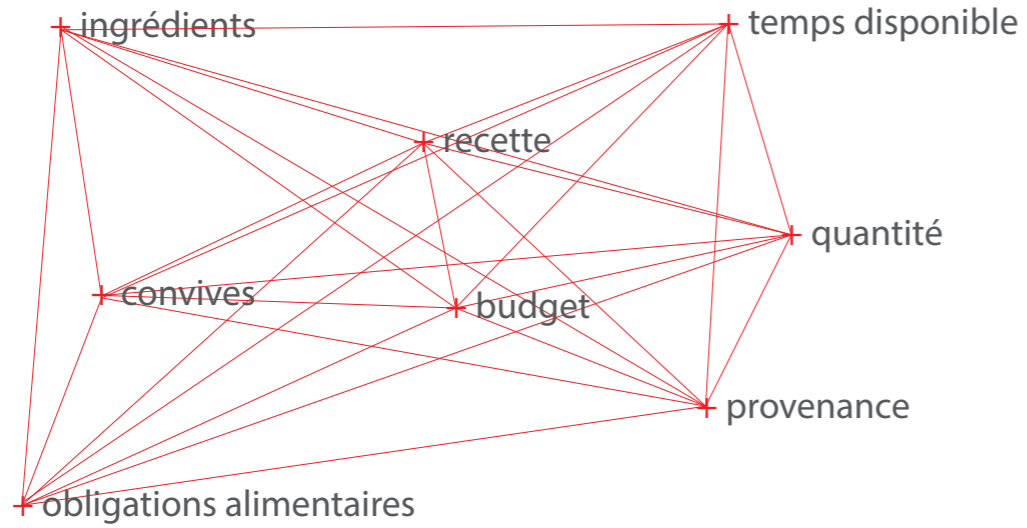 ingrédients
temps disponible
recette
quantité
convives
budget
provenance
obligations alimentaires